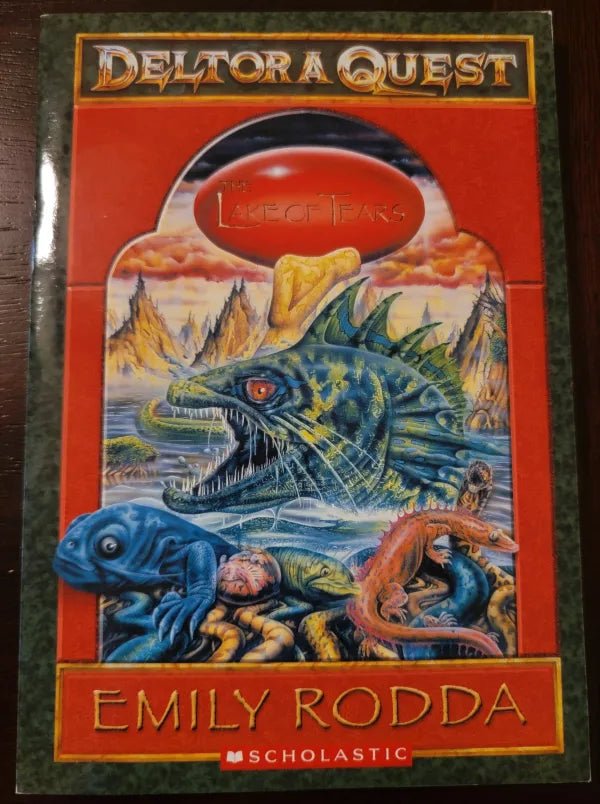 DELTORA QUEST
THE
LAKE OF TEARS
EMILY RODDA
SCHOLASTIC